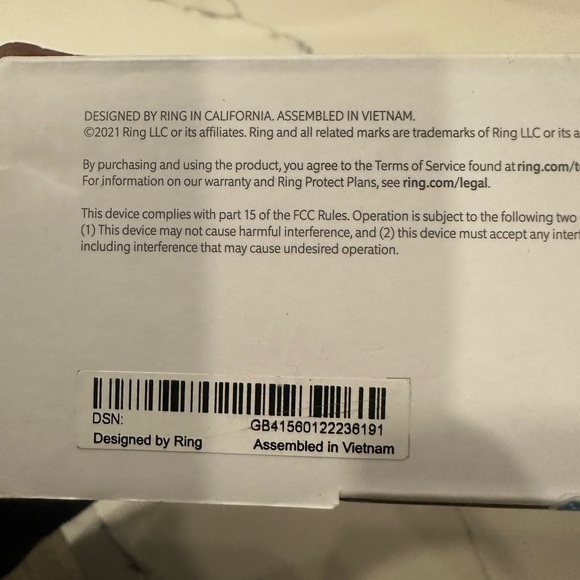 DESIGNED BY RING IN CALIFORNIA. ASSEMBLED IN VIETNAM.
©2021 Ring LLC or its affiliates. Ring and all related marks are trademarks of Ring LLC or its
By purchasing and using the product, you agree to the Terms of Service found at ring.com/
For information on our warranty and Ring Protect Plans, see ring.com/legal.
This device complies with part 15 of the FCC Rules. Operation is subject to the following two
(1) This device may not cause harmful interference, and (2) this device must accept any
including interference that may cause undesired operation.
DSN: GB41560122236191
Designed by Ring Assembled in Vietnam